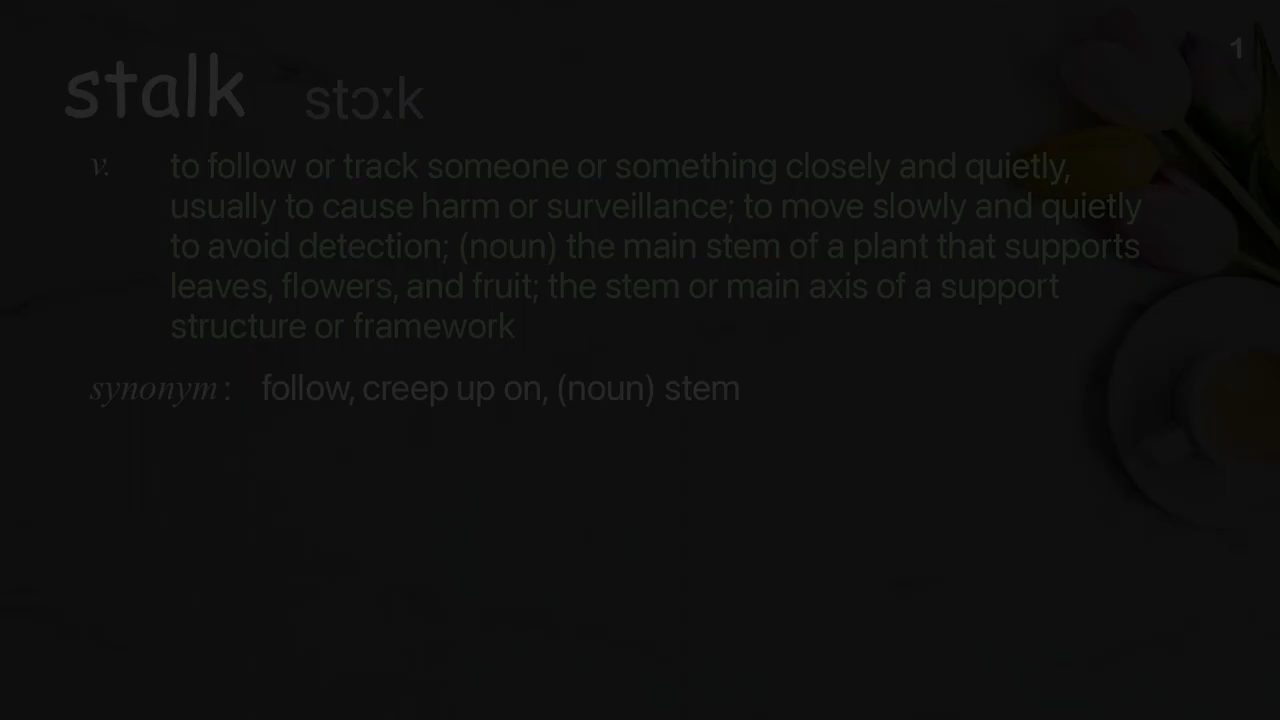 1
stalk stɔːk
v. to follow or track someone or something closely and quietly,
usually to cause harm or surveillance; to move slowly and quietly
to avoid detection; (noun) the main stem of a plant that supports
leaves, flowers, and fruit; the stem or main axis of a support
structure or framework
synonym : follow, creep up on, (noun) stem